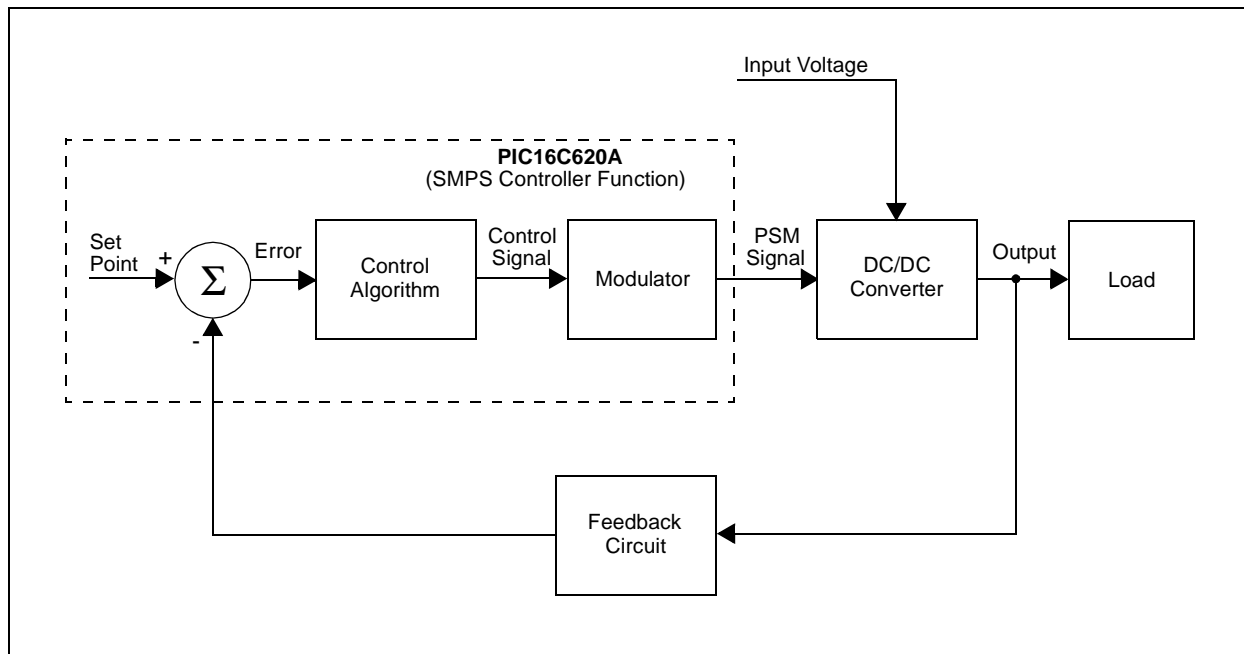 Input Voltage
PIC16C620A
(SMPS Controller Function)
Set
Point
+
Σ
-
Error
Control
Algorithm
Control
Signal
Modulator
PSM
Signal
DC/DC
Converter
Output
Load
Feedback
Circuit